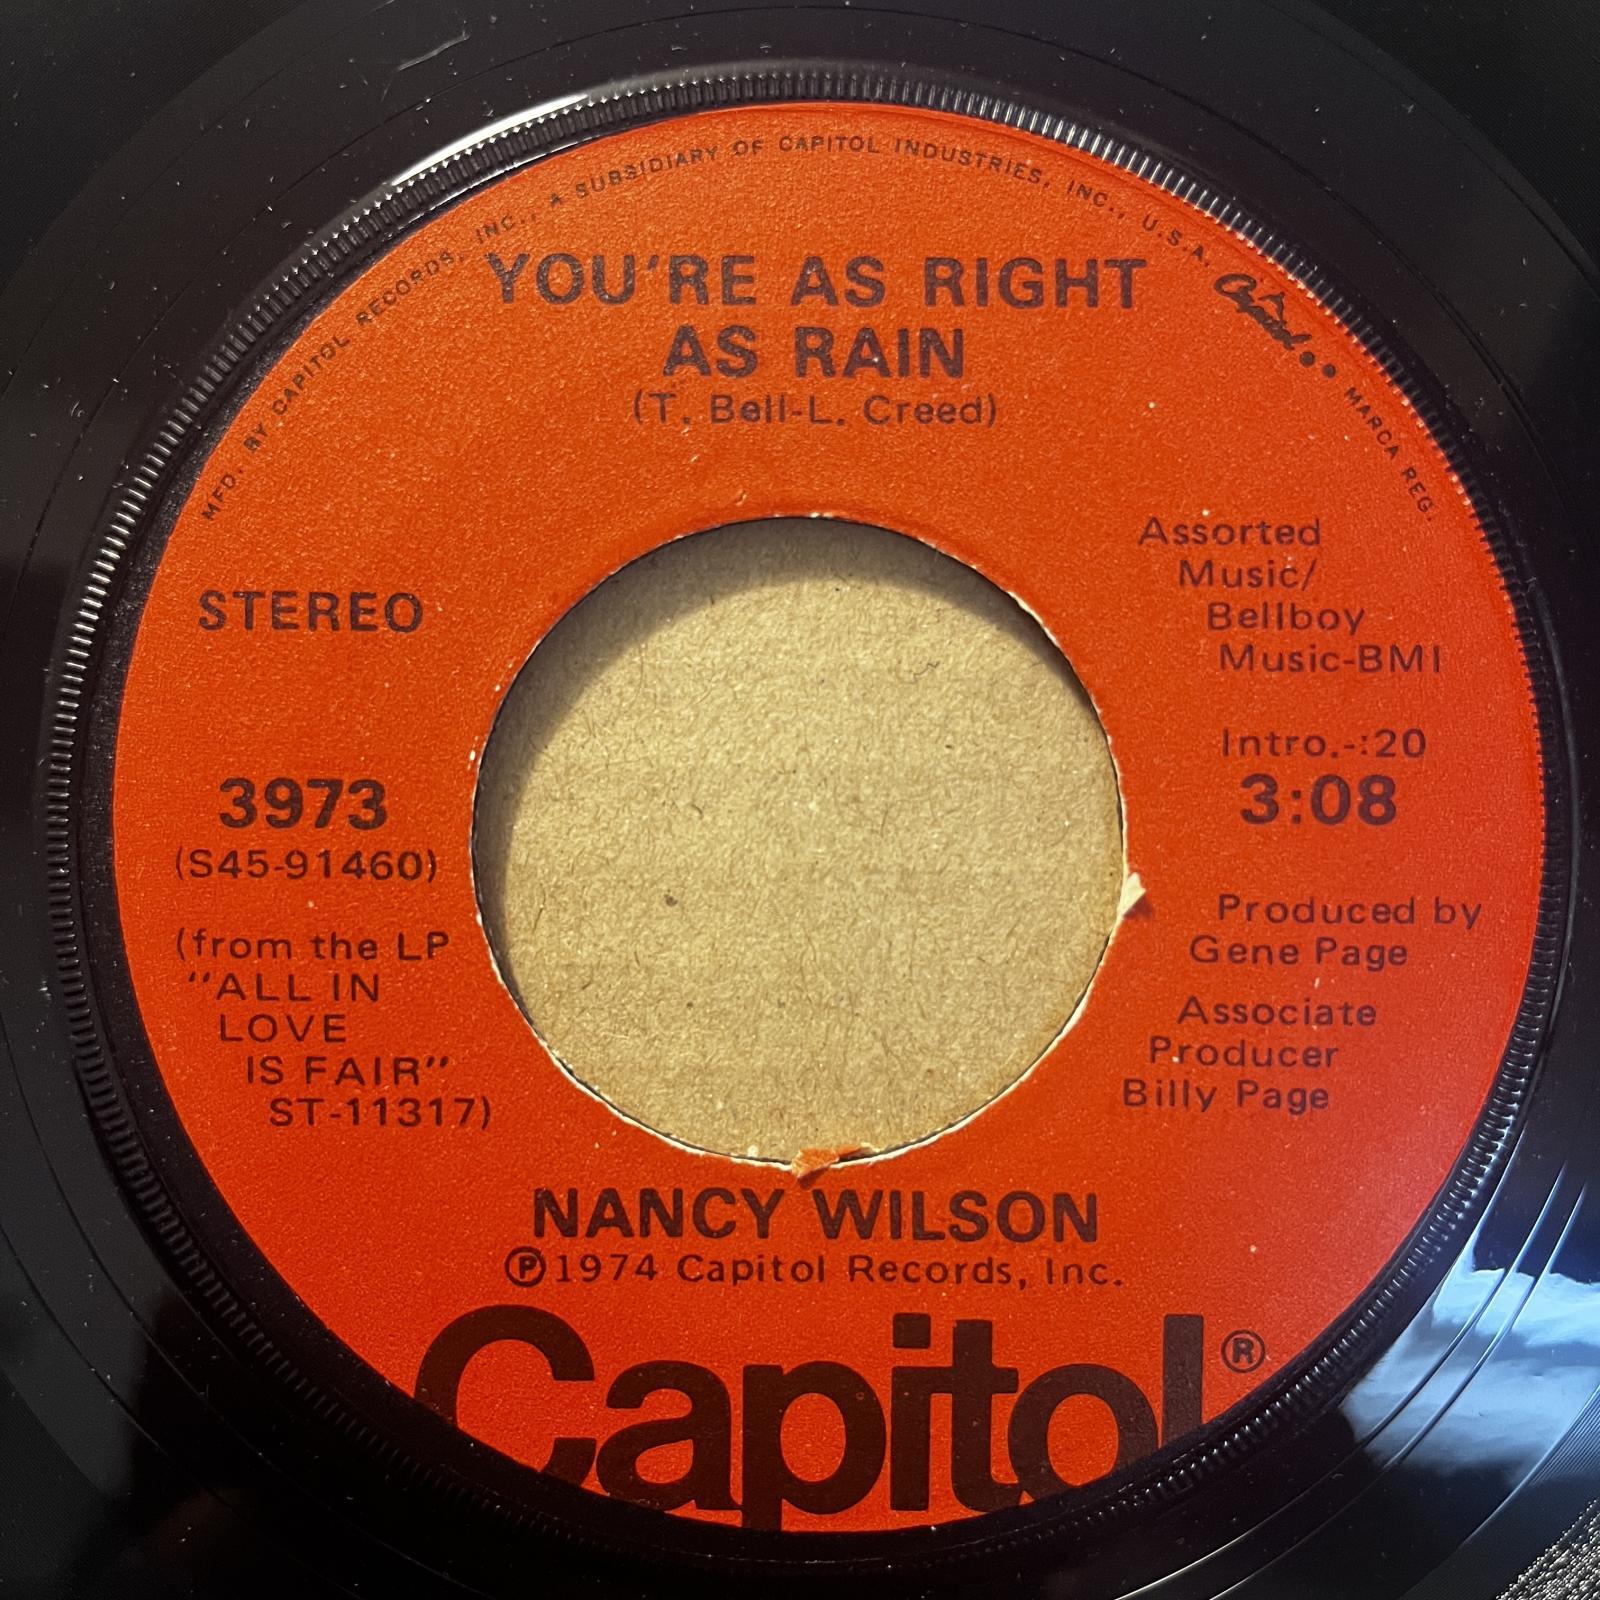 MFD. BY CAPITOL RECORDS, INC., A SUBSIDIARY OF CAPITOL INDUSTRIES, INC., U.S.A. Capitol • • MARCA REG.
YOU'RE AS RIGHT
AS RAIN
(T. Bell-L. Creed)
STEREO
3973
(S45-91460)
(from the LP
"ALL IN
LOVE
IS FAIR"
ST-11317)
Assorted
Music/
Bellboy
Music-BMI
Intro.-:20
3:08
Produced by
Gene Page
Associate
Producer
Billy Page
NANCY WILSON
Ⓟ1974 Capitol Records, Inc.
Capitol®